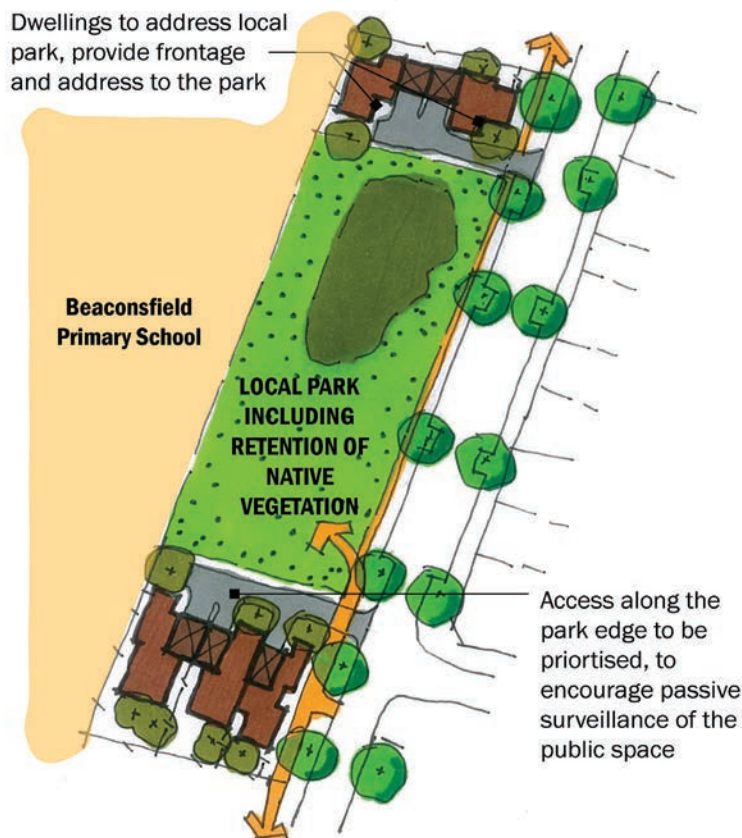 Dwellings to address local
park, provide frontage
and address to the park
Beaconsfield
Primary School
LOCAL PARK
INCLUDING
RETENTION OF
NATIVE
VEGETATION
Access along the
park edge to be
priortised, to
encourage passive
surveillance of the
public space